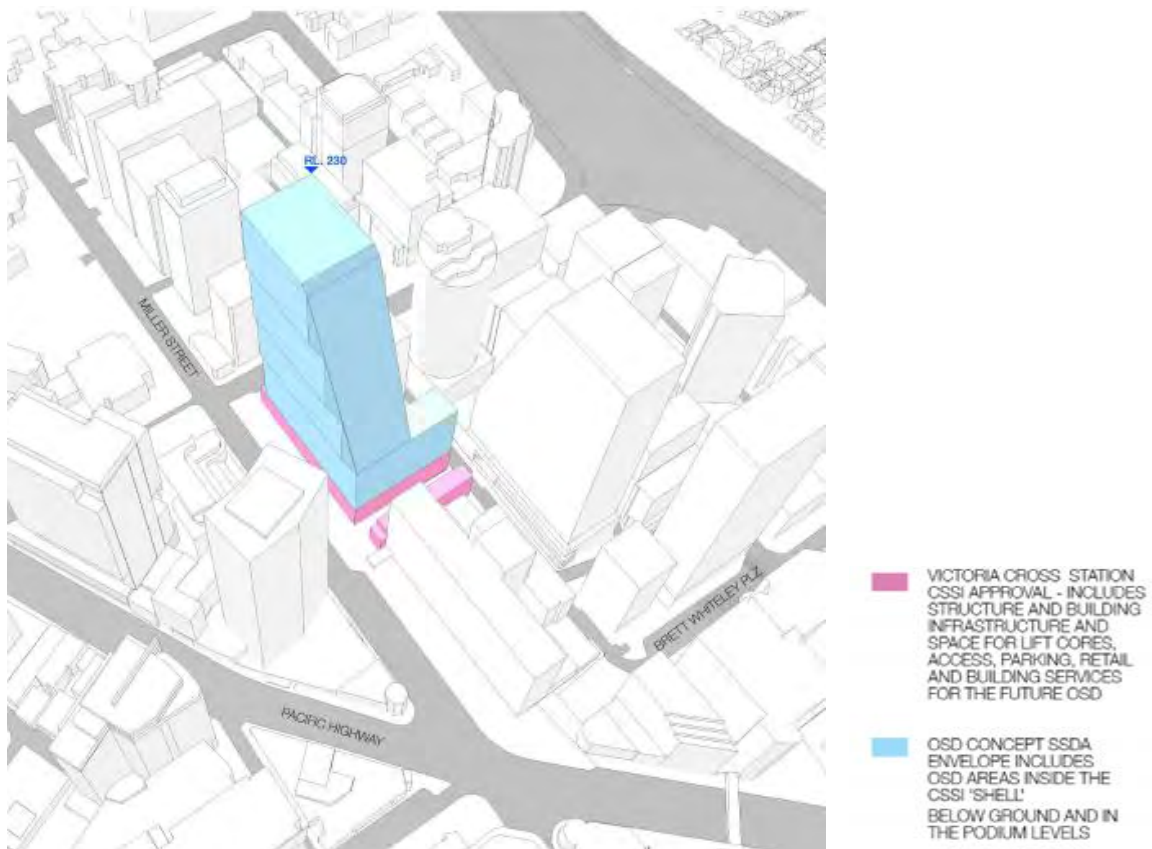 RL. 230
MILLER STREET
BRETT WHITELEY PLZ
PACIFIC HIGHWAY
VICTORIA CROSS STATION
CSSI APPROVAL - INCLUDES
STRUCTURE AND BUILDING
INFRASTRUCTURE AND
SPACE FOR LIFT CORES,
ACCESS, PARKING, RETAIL
AND BUILDING SERVICES
FOR THE FUTURE OSD
OSD CONCEPT SSDA
ENVELOPE INCLUDES
OSD AREAS INSIDE THE
CSSI 'SHELL'
BELOW GROUND AND IN
THE PODIUM LEVELS